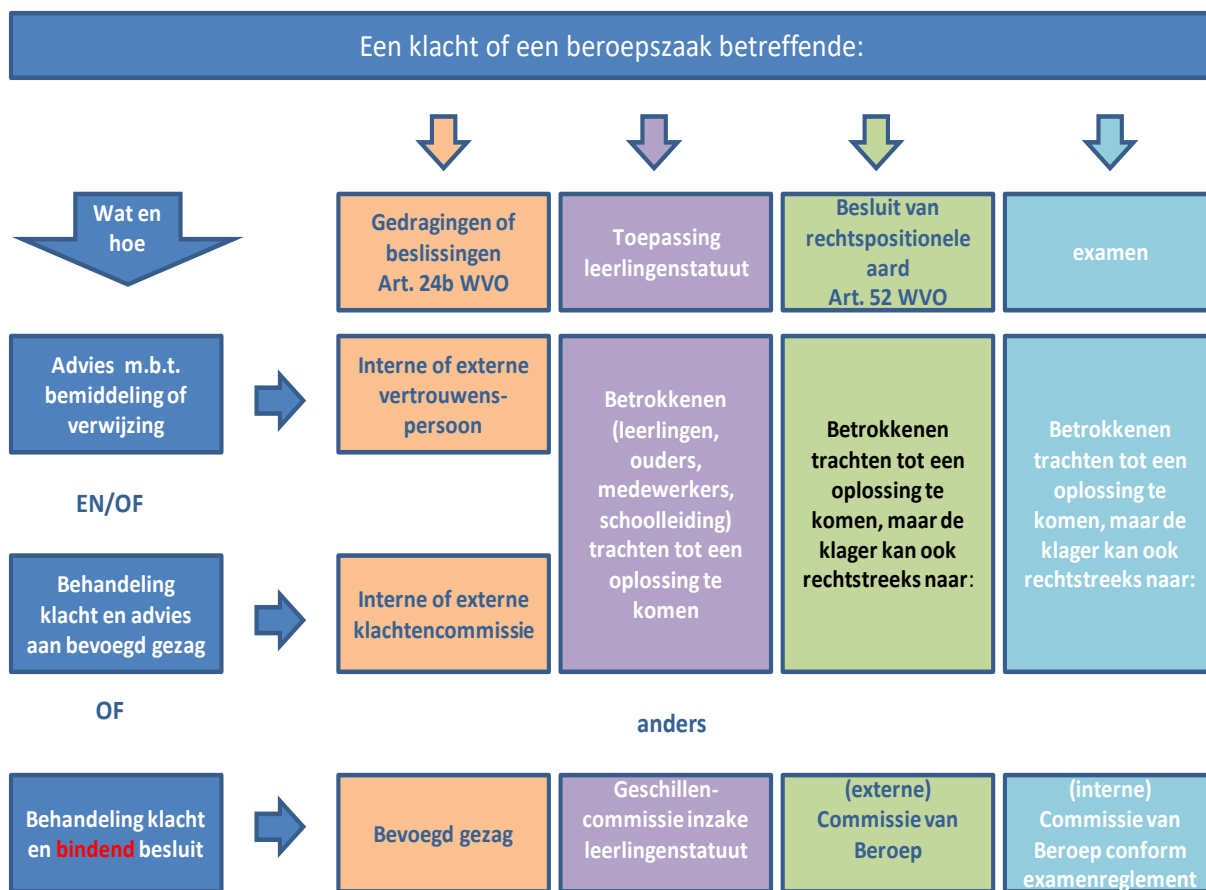 Een klacht of een beroepszaak betreffende:
Wat en
hoe
Gedragingen of
beslissingen
Art. 24b WVO
Toepassing
leerlingenstatuut
Besluit van
rechtspositionele
aard
Art. 52 WVO
examen
Advies m.b.t.
bemiddeling of
verwijzing
Interne of externe
vertrouwens-
persoon
Betrokkenen
(leerlingen,
ouders,
medewerkers,
schoolleiding)
trachten tot een
oplossing te
komen
Betrokkenen
trachten tot een
oplossing te
komen, maar de
klager kan ook
rechtstreeks naar:
Betrokkenen
trachten tot een
oplossing te
komen, maar de
klager kan ook
rechtstreeks naar:
EN/OF
Behandeling
klacht en advies
aan bevoegd gezag
Interne of externe
klachtencommissie
OF
anders
Behandeling klacht
en bindend besluit
Bevoegd gezag
Geschillen-
commissie inzake
leerlingenstatuut
(externe)
Commissie van
Beroep
(interne)
Commissie van
Beroep conform
examenreglement